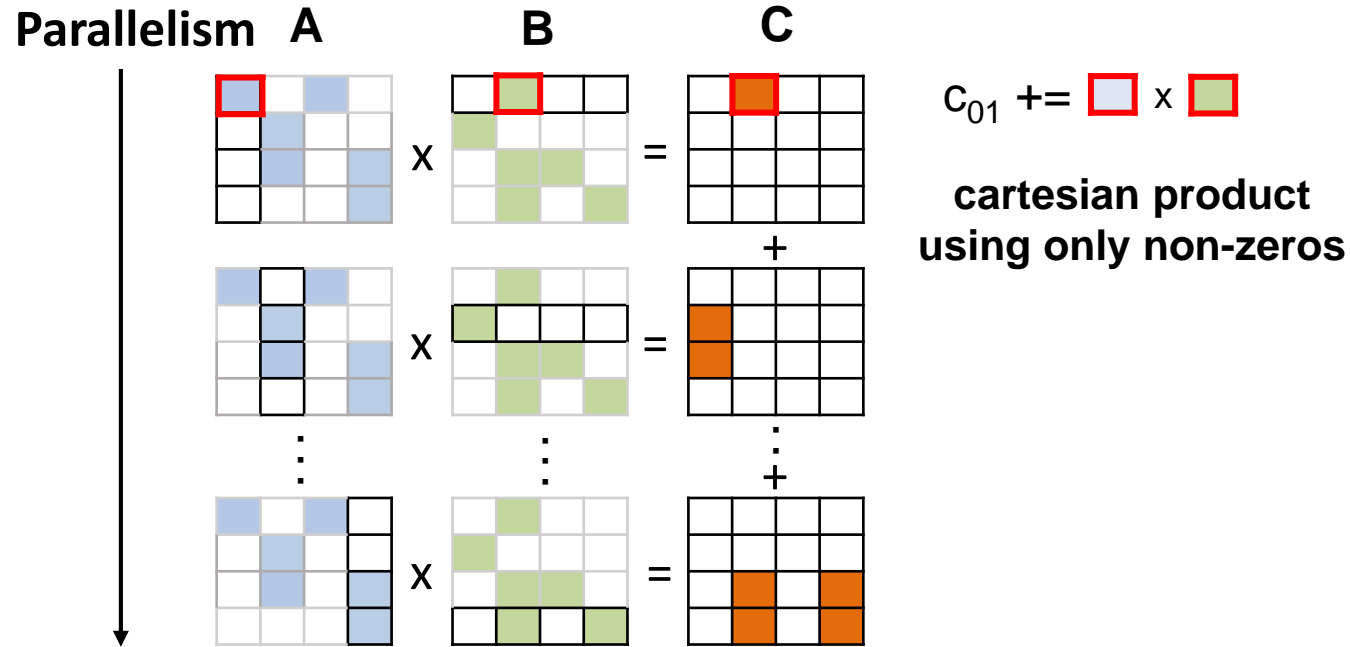 Parallelism A B C
x =
c01 += x
cartesian product
using only non-zeros
+
x =
⋮ ⋮ ⋮
+
x =